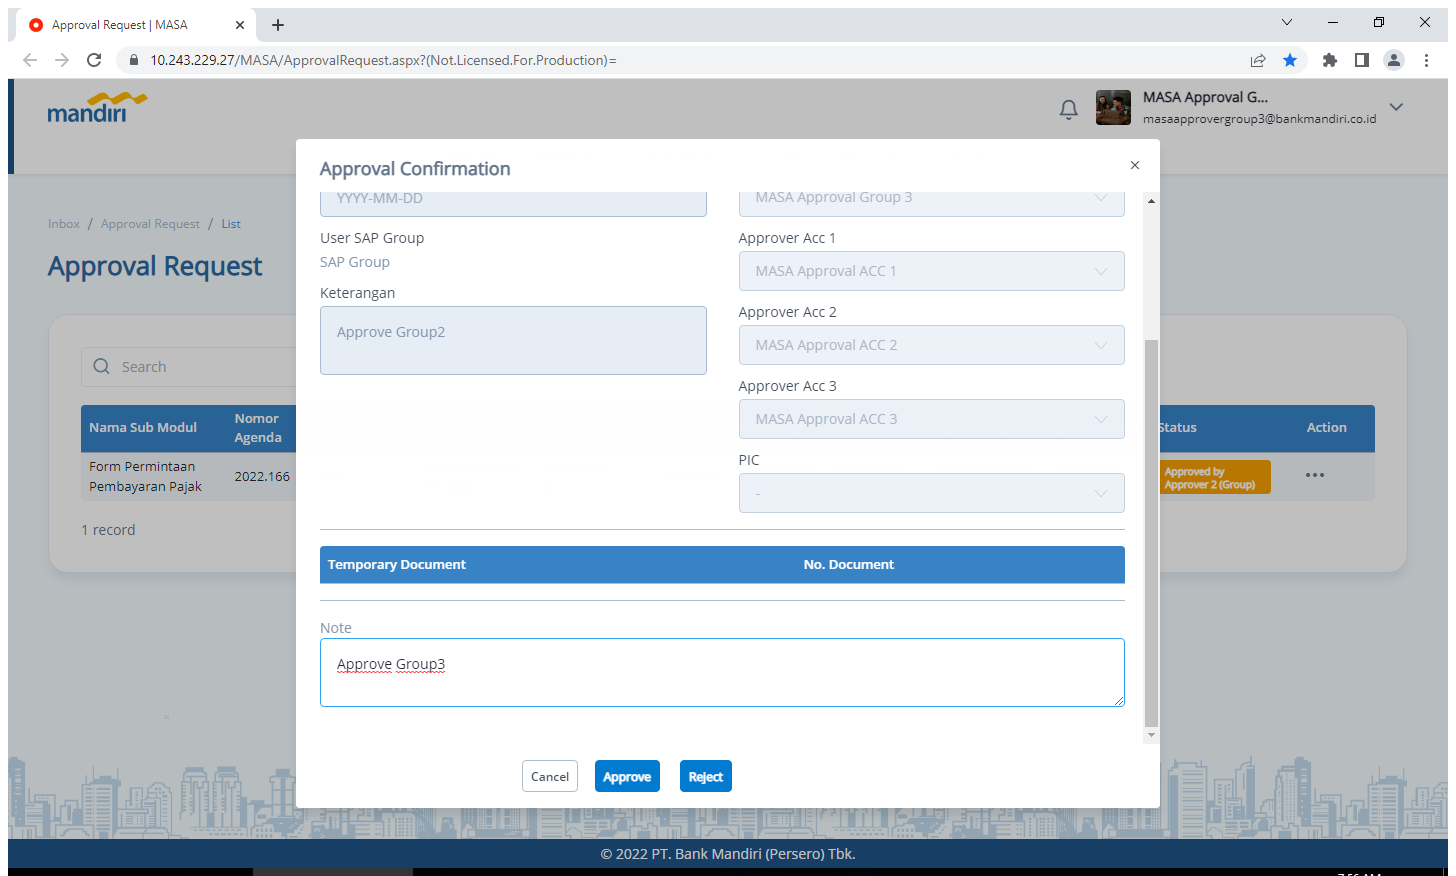 Approval Request | MASA
10.243.229.27/MASA/ApprovalRequest.aspx?(Not.Licensed.For.Production)=
mandiri
MASA Approval G...
masaapprovergroup3@bankmandiri.co.id
Inbox / Approval Request / List
Approval Request
Search
Nama Sub Modul
Nomor
Agenda
Status
Action
Form Permintaan
Pembayaran Pajak
2022.166
Approved by
Approver 2 (Group)
1 record
Approval Confirmation
YYYY-MM-DD
User SAP Group
SAP Group
Keterangan
Approve Group2
MASA Approval Group 3
Approver Acc 1
MASA Approval ACC 1
Approver Acc 2
MASA Approval ACC 2
Approver Acc 3
MASA Approval ACC 3
PIC
-
Temporary Document
No. Document
Note
Approve Group3
Cancel
Approve
Reject
© 2022 PT. Bank Mandiri (Persero) Tbk.